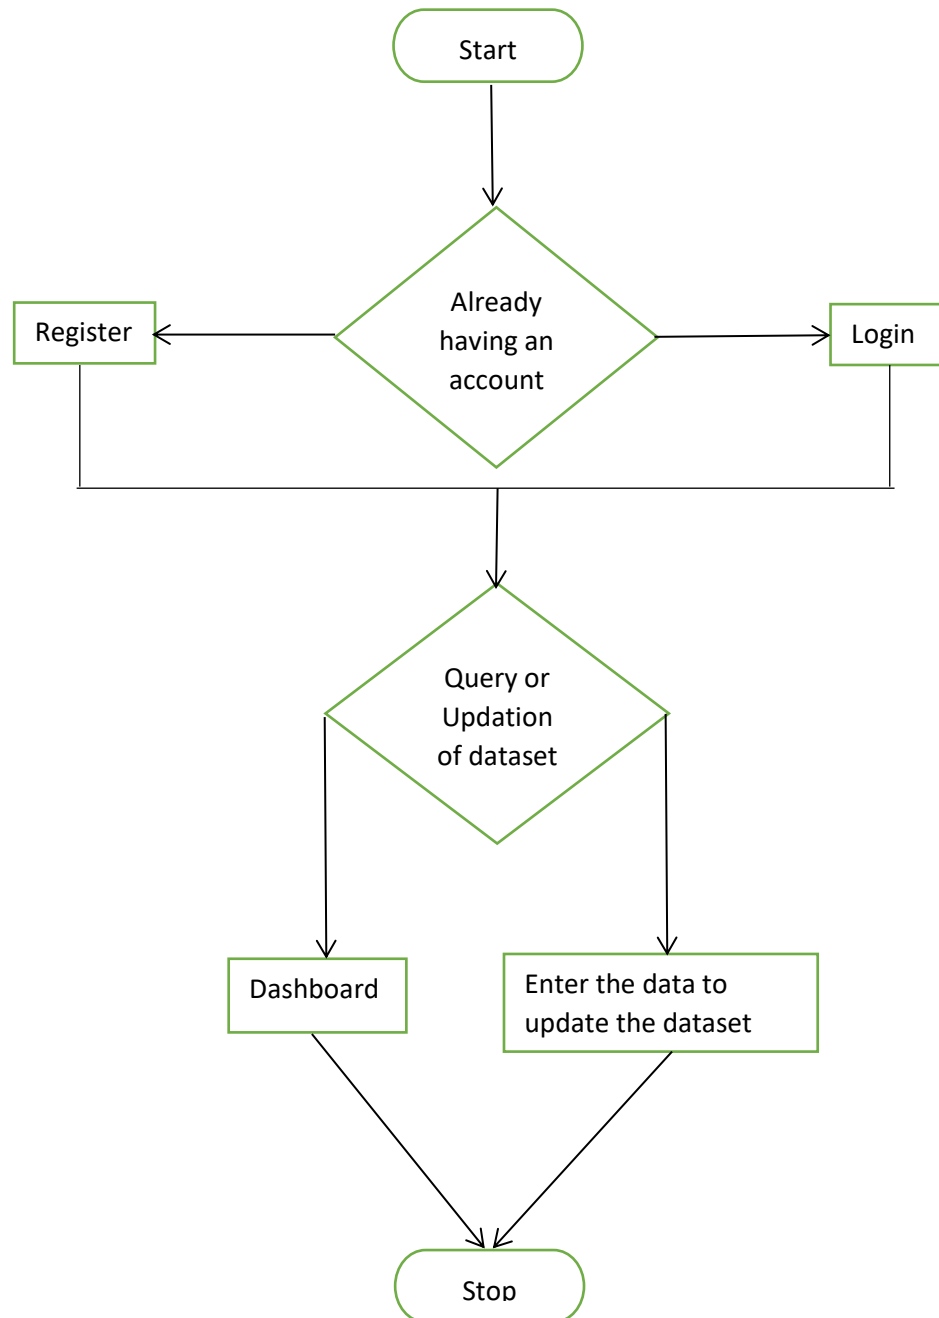 Start
Already
having an
account
Register
Login
Query or
Updation
of dataset
Dashboard
Enter the data to
update the dataset
Stop